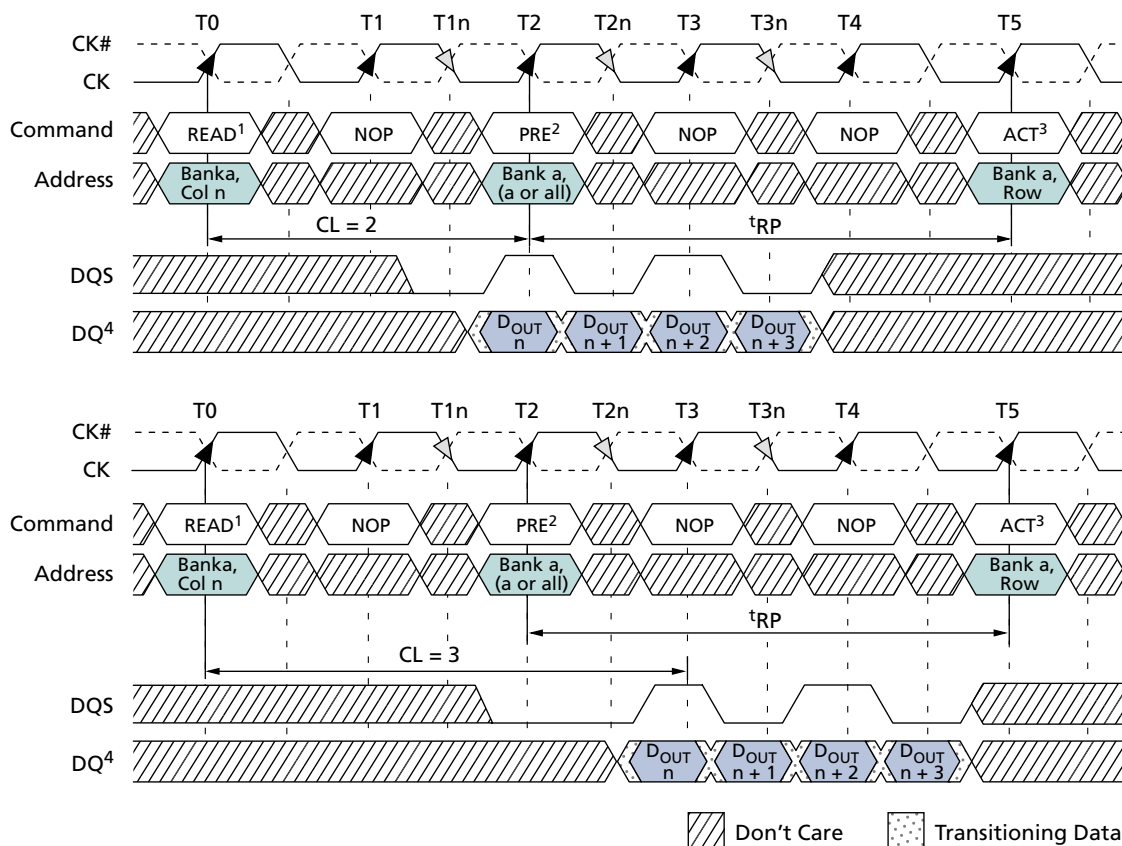 T0 T1 T1n T2 T2n T3 T3n T4 T5
CK#
CK
Command READ¹ NOP PRE² NOP NOP ACT³
Address Banka, Col n Bank a, (a or all) Bank a, Row
CL = 2 ᵗRP
DQS
DQ⁴ DOUT n DOUT n + 1 DOUT n + 2 DOUT n + 3
T0 T1 T1n T2 T2n T3 T3n T4 T5
CK#
CK
Command READ¹ NOP PRE² NOP NOP ACT³
Address Banka, Col n Bank a, (a or all) Bank a, Row
ᵗRP
CL = 3
DQS
DQ⁴ DOUT n DOUT n + 1 DOUT n + 2 DOUT n + 3
Don't Care Transitioning Data